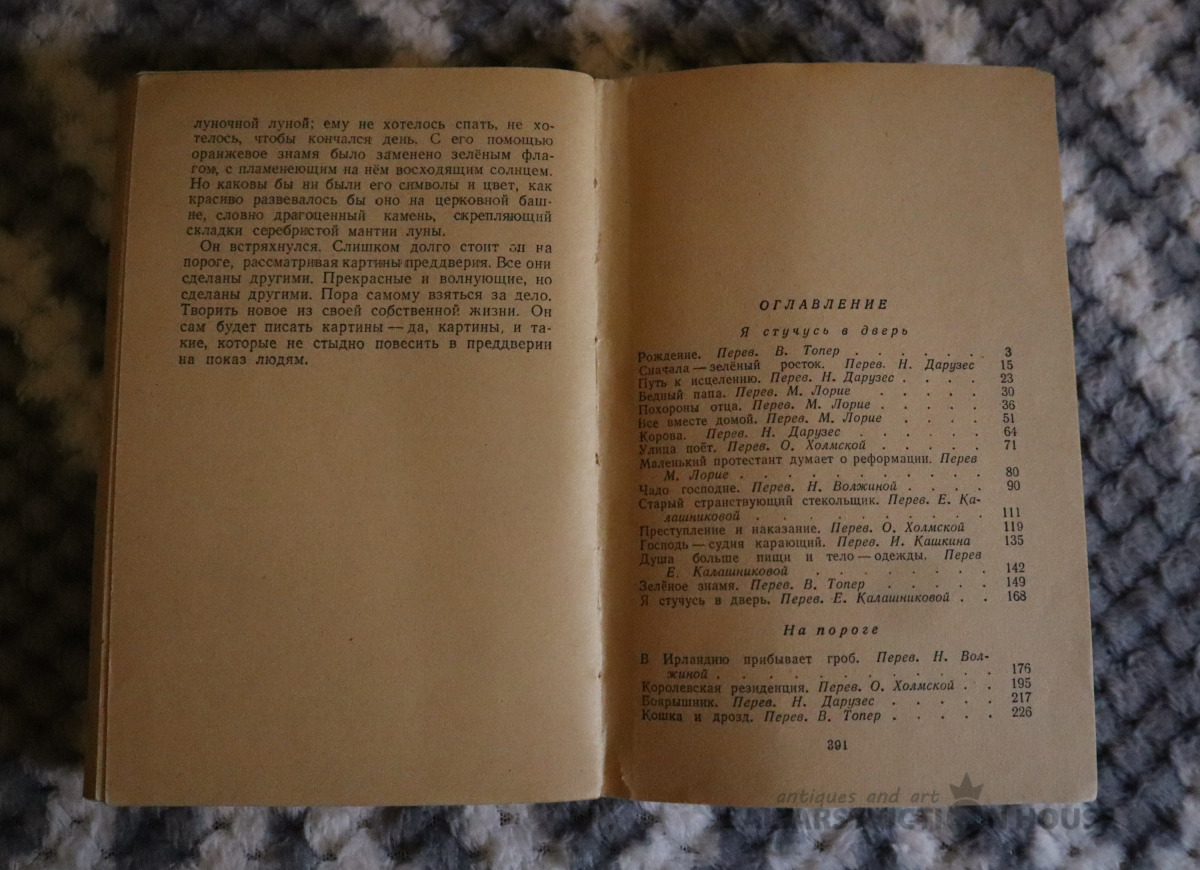 луночной луной; ему не хотелось спать, не хо-
телось, чтобы кончался день. С его помощью
оранжевое знамя было заменено зелёным фла-
гом, с пламенеющим на нём восходящим солнцем.
Но каковы бы ни были его символы и цвет, как
красиво развевалось бы оно на церковной баш-
не, словно драгоценный камень, скрепляющий
складки серебристой мантии луны.
Он встряхнулся. Слишком долго стоит он на
пороге, рассматривая картины преддверия. Все они
сделаны другими. Прекрасные и волнующие, но
сделаны другими. Пора самому взяться за дело.
Творить новое из своей собственной жизни. Он
сам будет писать картины — да, картины, и та-
кие, которые не стыдно повесить в преддверии
на показ людям.
ОГЛАВЛЕНИЕ
Я стучусь в дверь
Рождение. Перев. В. Топер . . . . . . 3
Сначала — зелёный росток. Перев. Н. Дарузес 15
Путь к исцелению. Перев. Н. Дарузес . . . . 23
Бедный папа. Перев. М. Лорие . . . . . 30
Похороны отца. Перев. М. Лорие . . . . . 36
Все вместе домой. Перев. М. Лорие . . . . 51
Корова. Перев. Н. Дарузес . . . . . . 64
Улица поёт. Перев. О. Холмской . . . . . 71
Маленький протестант думает о реформации. Перев
М. Лорие . . . . . . . . . . 80
Чадо господне. Перев. Н. Волжиной . . . . 90
Старый странствующий стекольщик. Перев. Е. Ка-
лашниковой . . . . . . . . . 111
Преступление и наказание. Перев. О. Холмской 119
Господь — судия карающий. Перев. И. Кашкина 135
Душа больше пищи и тело — одежды. Перев
Е. Калашниковой . . . . . . . 142
Зелёное знамя. Перев. В. Топер . . . . . 149
Я стучусь в дверь. Перев. Е. Калашниковой . . 168
На пороге
В Ирландию прибывает гроб. Перев. Н. Вол-
жиной . . . . . . . . . . . 176
Королевская резиденция. Перев. О. Холмской . . 195
Боярышник. Перев. Н. Дарузес . . . . . 217
Кошка и дрозд. Перев. В. Топер . . . . . 226
391
antiques and art
HOUSE